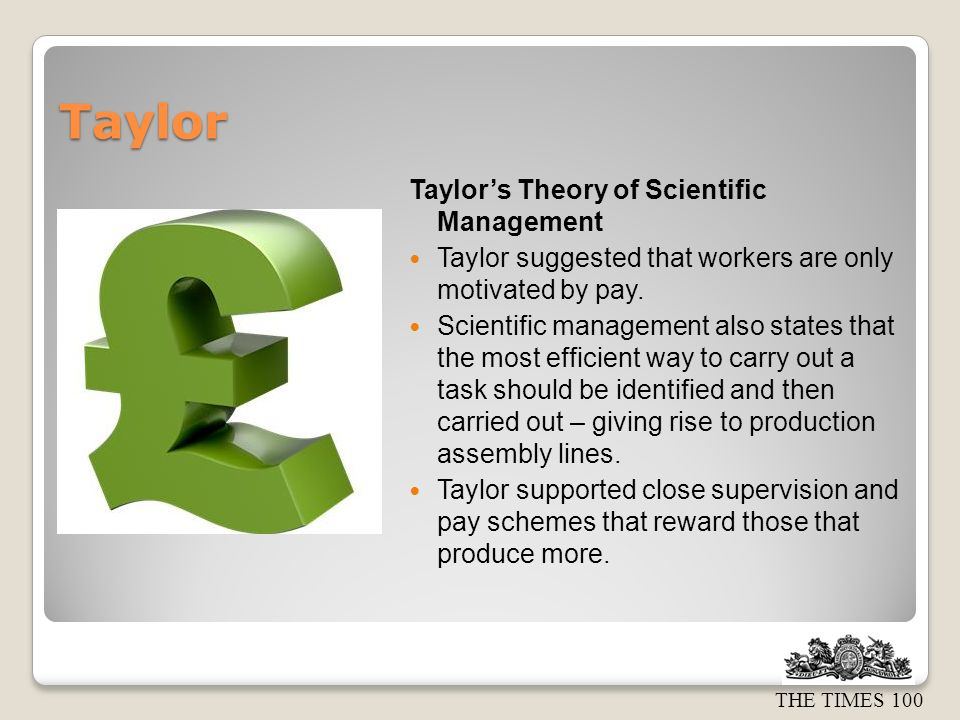 Taylor
Taylor’s Theory of Scientific
Management
Taylor suggested that workers are only
motivated by pay.
Scientific management also states that
the most efficient way to carry out a
task should be identified and then
carried out – giving rise to production
assembly lines.
Taylor supported close supervision and
pay schemes that reward those that
produce more.
THE TIMES 100